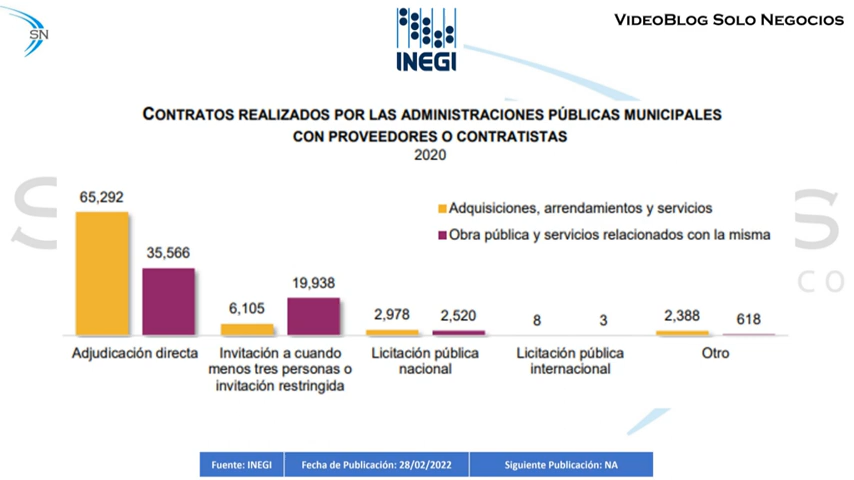 SN
VideoBlog Solo Negocios
INEGI
CONTRATOS REALIZADOS POR LAS ADMINISTRACIONES PÚBLICAS MUNICIPALES
CON PROVEEDORES O CONTRATISTAS
2020
65,292
35,566
6,105
19,938
2,978
2,520
8
3
2,388
618
Adquisiciones, arrendamientos y servicios
Obra pública y servicios relacionados con la misma
Adjudicación directa
Invitación a cuando
menos tres personas o
invitación restringida
Licitación pública
nacional
Licitación pública
internacional
Otro
Fuente: INEGI
Fecha de Publicación: 28/02/2022
Siguiente Publicación: NA